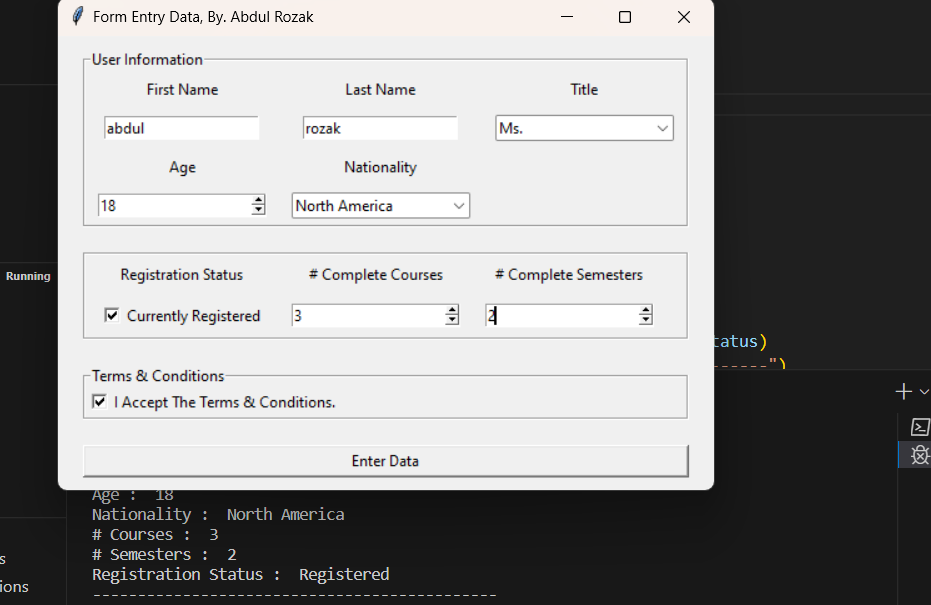 Form Entry Data, By. Abdul Rozak
User Information
First Name Last Name Title
abdul rozak Ms.
Age Nationality
18 North America
Running
Registration Status # Complete Courses # Complete Semesters
Currently Registered 3 2
tatus)
------")
Terms & Conditions
I Accept The Terms & Conditions.
Enter Data
Age : 18
Nationality : North America
# Courses : 3
# Semesters : 2
s
Registration Status : Registered
ions
---------------------------------------------